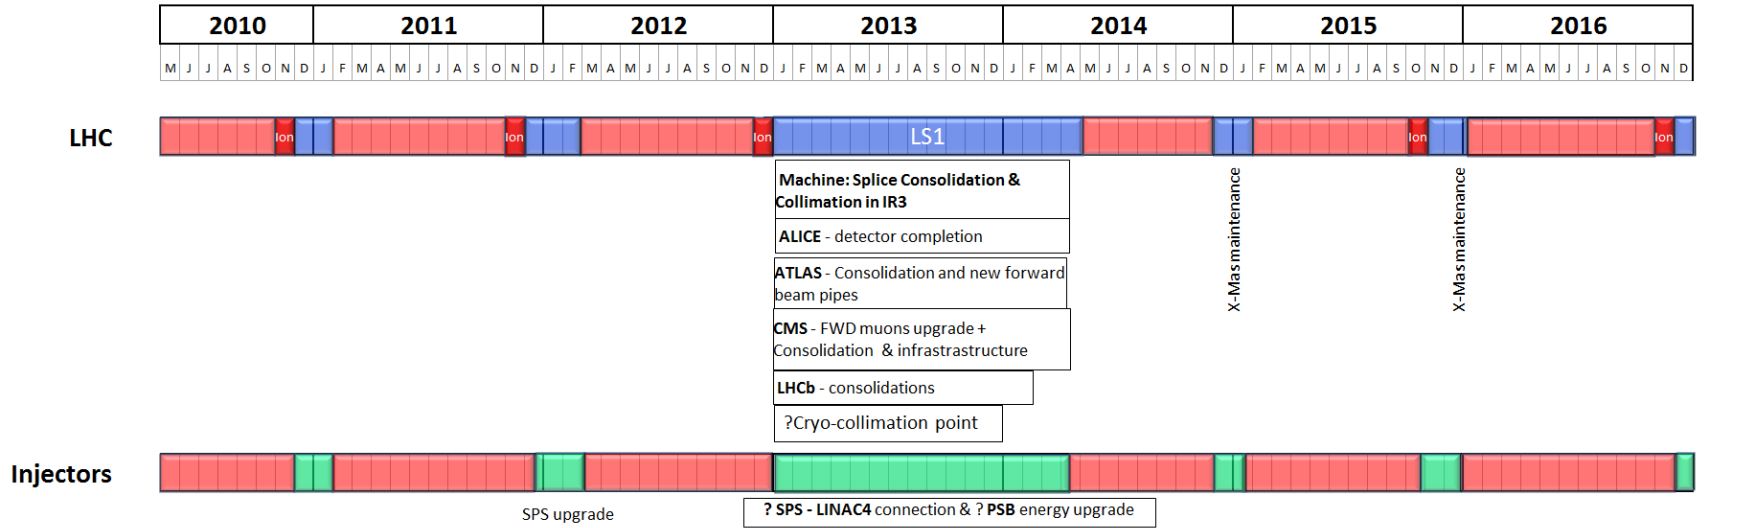 2010 2011 2012 2013 2014 2015 2016
M J J A S O N D J F M A M J J A S O N D J F M A M J J A S O N D J F M A M J J A S O N D J F M A M J J A S O N D J F M A M J J A S O N D J F M A M J J A S O N D
LHC Ion Ion Ion LS1 Ion Ion
Machine: Splice Consolidation &
Collimation in IR3
ALICE - detector completion
ATLAS - Consolidation and new forward
beam pipes
CMS - FWD muons upgrade +
Consolidation & infrastrastructure
LHCb - consolidations
?Cryo-collimation point
X-Mas maintenance
X-Mas maintenance
Injectors
SPS upgrade
? SPS - LINAC4 connection & ? PSB energy upgrade